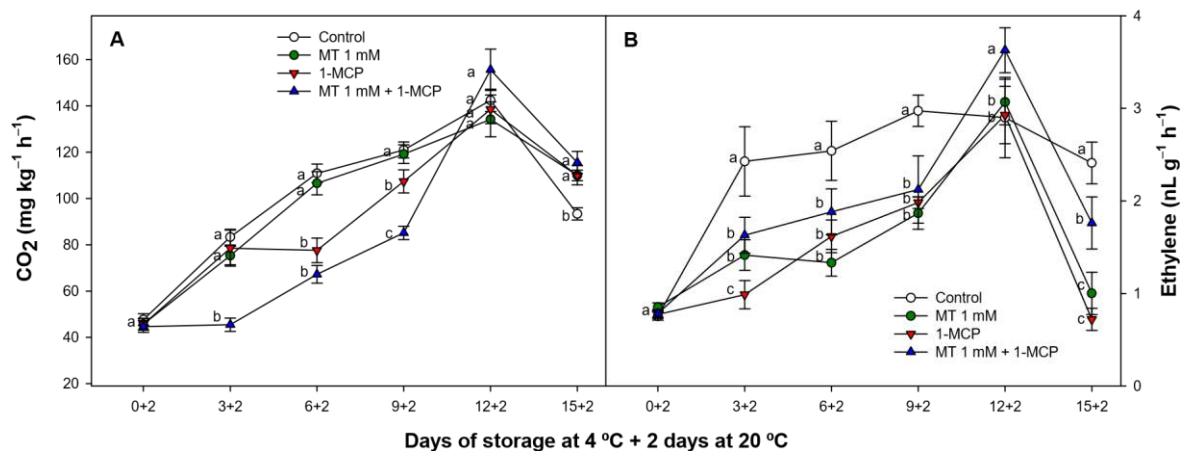 A
Control
MT 1 mM
1-MCP
MT 1 mM + 1-MCP
CO2 (mg kg−1 h−1)
160
140
120
100
80
60
40
20
a
a
a
b
a
a
b
b
a
b
c
a
a
a
a
a
a
b
0+2
3+2
6+2
9+2
12+2
15+2
B
Control
MT 1 mM
1-MCP
MT 1 mM + 1-MCP
Ethylene (nL g−1 h−1)
4
3
2
1
0
a
a
b
b
c
a
b
b
b
a
b
b
b
a
b
b
a
b
c
c
0+2
3+2
6+2
9+2
12+2
15+2
Days of storage at 4 ºC + 2 days at 20 ºC